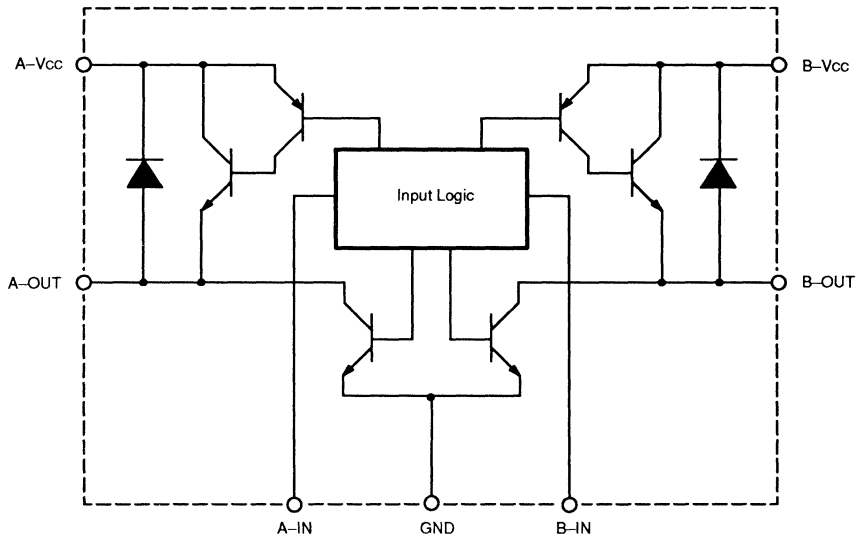 A–Vcc
B–Vcc
Input Logic
A–OUT
B–OUT
A–IN
GND
B–IN